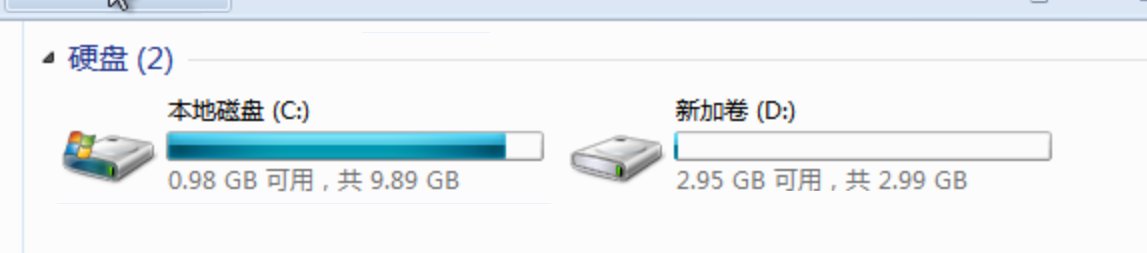 硬盘 (2)
本地磁盘 (C:)
0.98 GB 可用，共 9.89 GB
新加卷 (D:)
2.95 GB 可用，共 2.99 GB